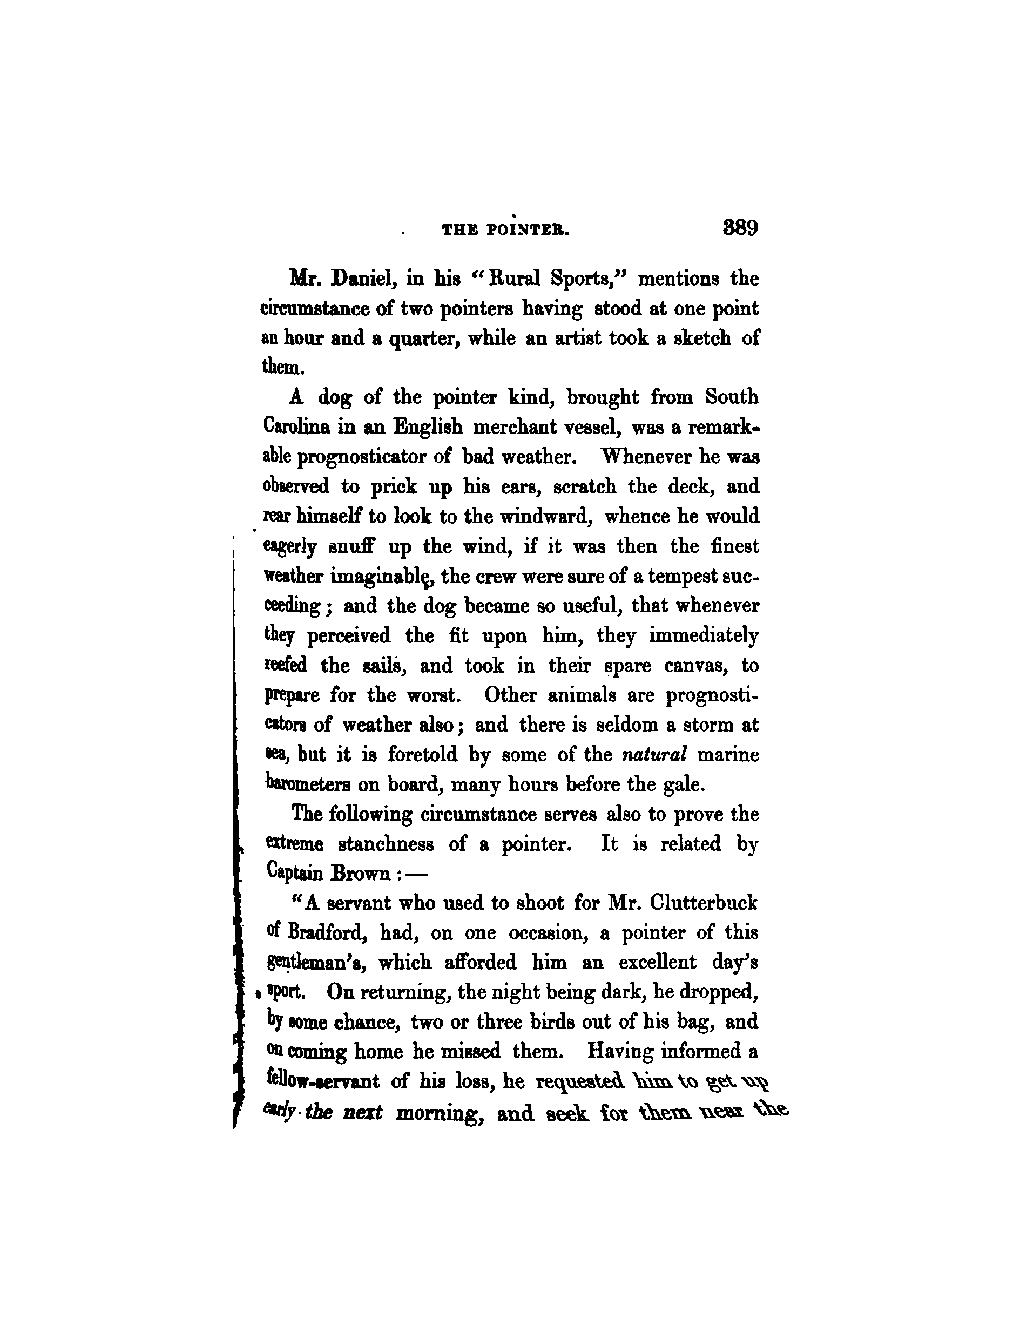 THE POINTER. 389
Mr. Daniel, in his “Rural Sports,” mentions the
circumstance of two pointers having stood at one point
an hour and a quarter, while an artist took a sketch of
them.
A dog of the pointer kind, brought from South
Carolina in an English merchant vessel, was a remark-
able prognosticator of bad weather. Whenever he was
observed to prick up his ears, scratch the deck, and
rear himself to look to the windward, whence he would
eagerly snuff up the wind, if it was then the finest
weather imaginable, the crew were sure of a tempest suc-
ceeding; and the dog became so useful, that whenever
they perceived the fit upon him, they immediately
reefed the sails, and took in their spare canvas, to
prepare for the worst. Other animals are prognosti-
cators of weather also; and there is seldom a storm at
sea, but it is foretold by some of the natural marine
barometers on board, many hours before the gale.
The following circumstance serves also to prove the
extreme stanchness of a pointer. It is related by
Captain Brown:—
“A servant who used to shoot for Mr. Clutterbuck
of Bradford, had, on one occasion, a pointer of this
gentleman's, which afforded him an excellent day's
sport. On returning, the night being dark, he dropped,
by some chance, two or three birds out of his bag, and
on coming home he missed them. Having informed a
fellow-servant of his loss, he requested him to get up
early the next morning, and seek for them near the